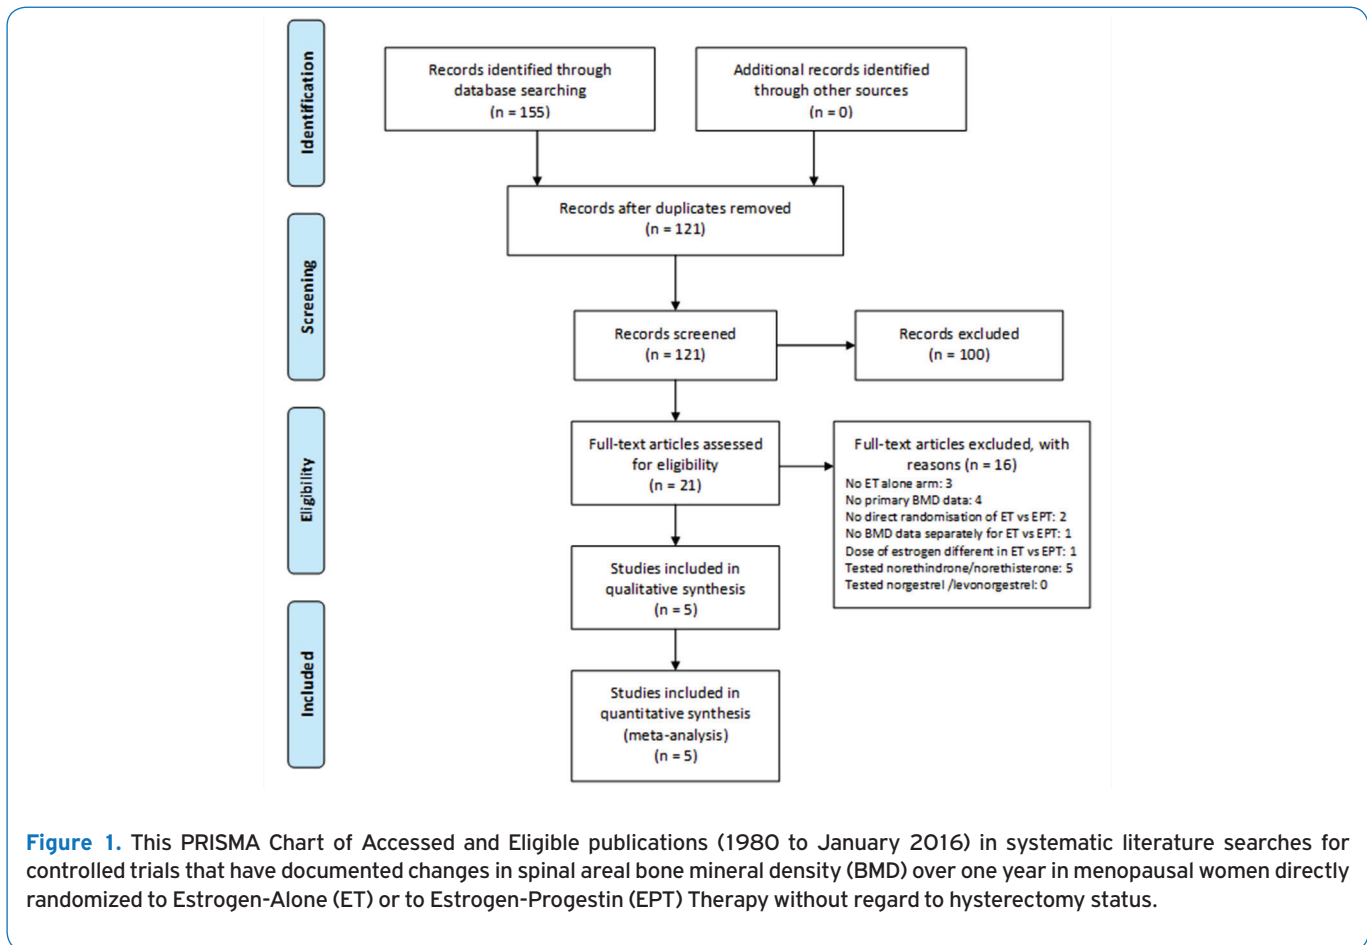 Identification
Records identified through
database searching
(n = 155)
Additional records identified
through other sources
(n = 0)
Records after duplicates removed
(n = 121)
Screening
Records screened
(n = 121)
Records excluded
(n = 100)
Eligibility
Full-text articles assessed
for eligibility
(n = 21)
Full-text articles excluded, with
reasons (n = 16)
No ET alone arm: 3
No primary BMD data: 4
No direct randomisation of ET vs EPT: 2
No BMD data separately for ET vs EPT: 1
Dose of estrogen different in ET vs EPT: 1
Tested norethindrone/norethisterone: 5
Tested norgestrel /levonorgestrel: 0
Studies included in
qualitative synthesis
(n = 5)
Included
Studies included in
quantitative synthesis
(meta-analysis)
(n = 5)
Figure 1. This PRISMA Chart of Accessed and Eligible publications (1980 to January 2016) in systematic literature searches for
controlled trials that have documented changes in spinal areal bone mineral density (BMD) over one year in menopausal women directly
randomized to Estrogen-Alone (ET) or to Estrogen-Progestin (EPT) Therapy without regard to hysterectomy status.